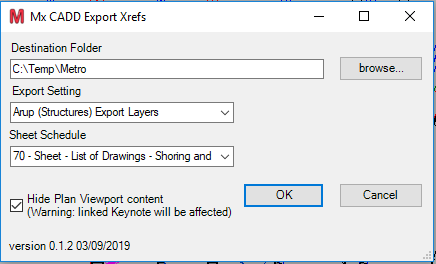 Mx CADD Export Xrefs
Destination Folder
C:\Temp\Metro
browse...
Export Setting
Arup (Structures) Export Layers
Sheet Schedule
70 - Sheet - List of Drawings - Shoring and
Hide Plan Viewport content
(Warning: linked Keynote will be affected)
OK
Cancel
version 0.1.2 03/09/2019